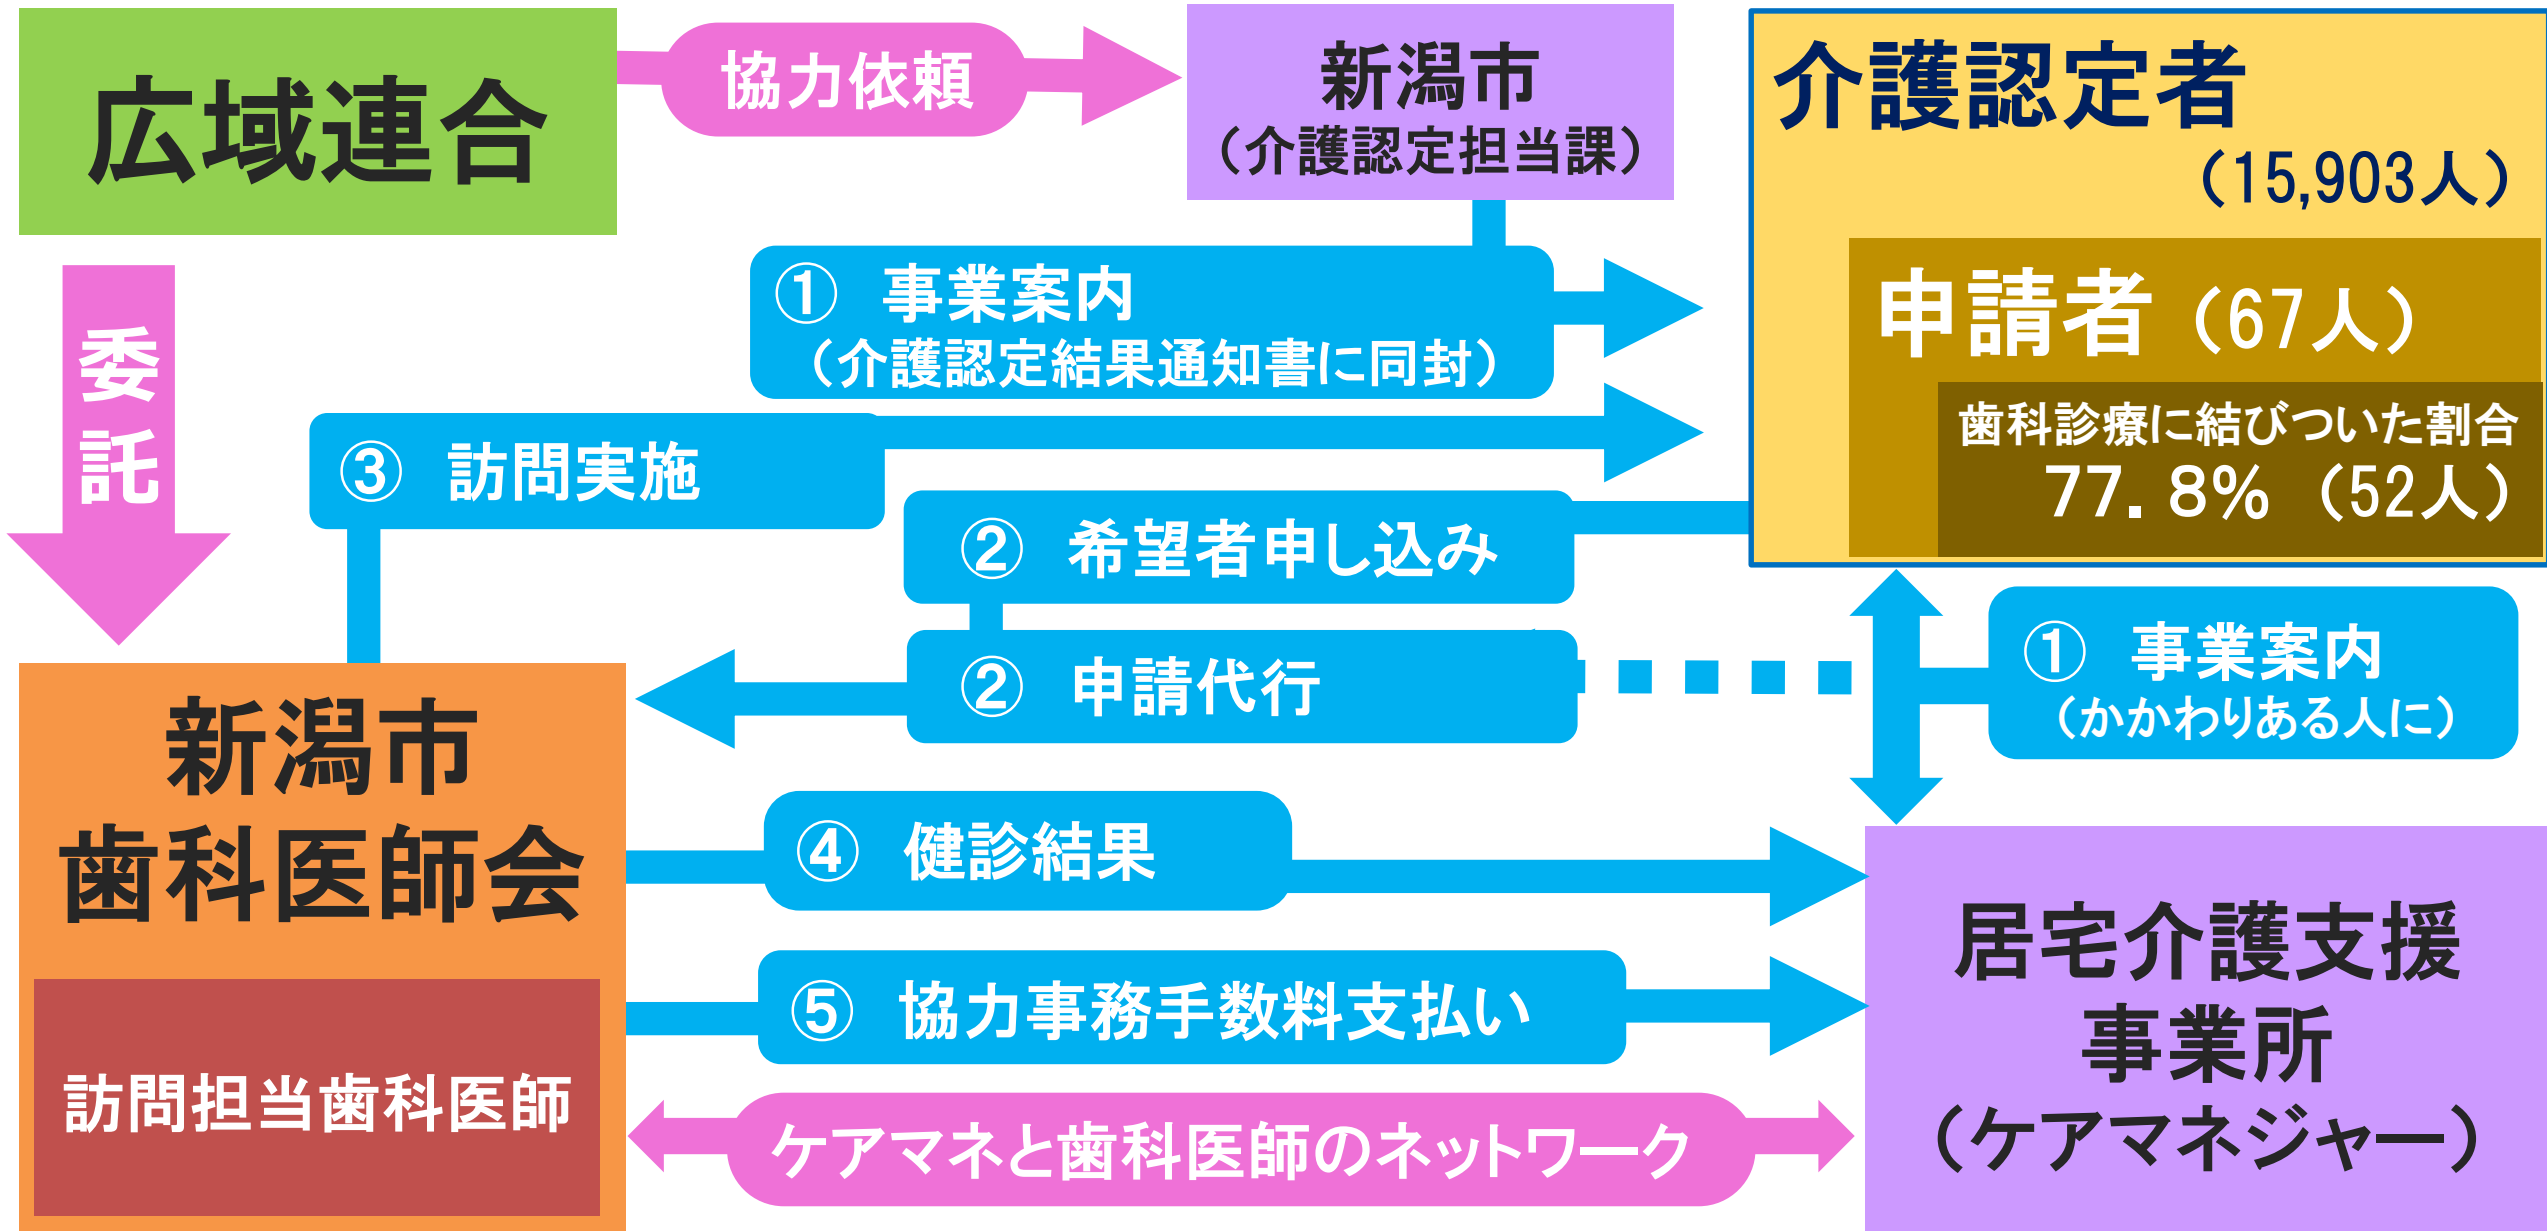 広域連合
協力依頼
新潟市
（介護認定担当課）
介護認定者
（15,903人）
申請者（67人）
歯科診療に結びついた割合
77.8%（52人）
委託
①　事業案内
（介護認定結果通知書に同封）
③　訪問実施
②　希望者申し込み
②　申請代行
①　事業案内
（かかわりある人に）
新潟市
歯科医師会
訪問担当歯科医師
④　健診結果
⑤　協力事務手数料支払い
ケアマネと歯科医師のネットワーク
居宅介護支援
事業所
（ケアマネジャー）